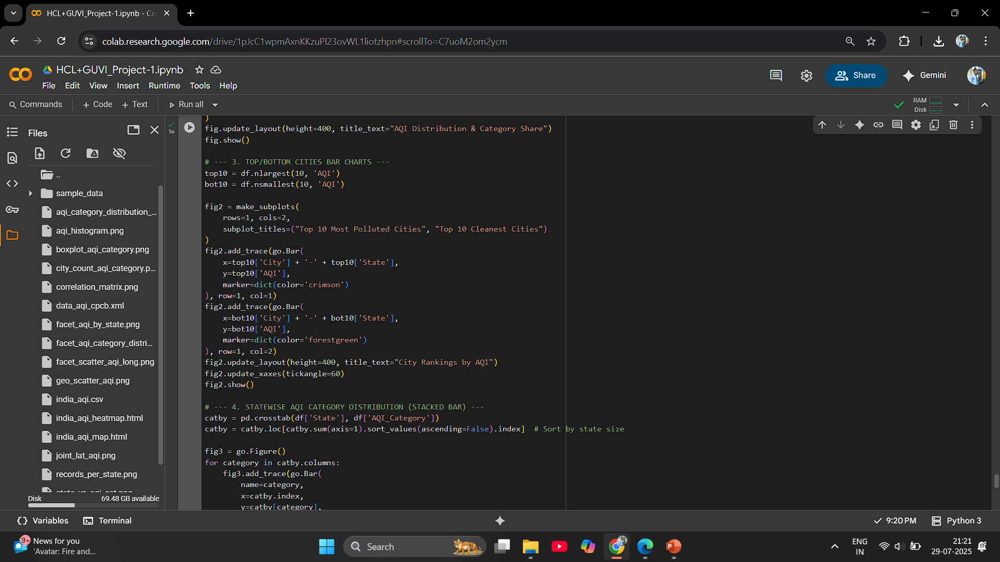 HCL+GUVI_Project-1.ipynb - Co
colab.research.google.com/drive/1pJcC1wpmAxnKKzuPl23ovWL1liotzhpn#scrollTo=C7uoM2om2ycm
HCL+GUVI_Project-1.ipynb
File Edit View Insert Runtime Tools Help
Share
Gemini
Commands + Code + Text Run all
RAM
Disk
Files
..
sample_data
aqi_category_distribution_...
aqi_histogram.png
boxplot_aqi_category.png
city_count_aqi_category.p...
correlation_matrix.png
data_aqi_cpcb.xml
facet_aqi_by_state.png
facet_aqi_category_distri...
facet_scatter_aqi_long.png
geo_scatter_aqi.png
india_aqi.csv
india_aqi_heatmap.html
india_aqi_map.html
joint_lat_aqi.png
records_per_state.png
Disk 69.48 GB available
5s
)
fig.update_layout(height=400, title_text="AQI Distribution & Category Share")
fig.show()
# --- 3. TOP/BOTTOM CITIES BAR CHARTS ---
top10 = df.nlargest(10, 'AQI')
bot10 = df.nsmallest(10, 'AQI')
fig2 = make_subplots(
rows=1, cols=2,
subplot_titles=("Top 10 Most Polluted Cities", "Top 10 Cleanest Cities")
)
fig2.add_trace(go.Bar(
x=top10['City'] + '-' + top10['State'],
y=top10['AQI'],
marker=dict(color='crimson')
), row=1, col=1)
fig2.add_trace(go.Bar(
x=bot10['City'] + '-' + bot10['State'],
y=bot10['AQI'],
marker=dict(color='forestgreen')
), row=1, col=2)
fig2.update_layout(height=400, title_text="City Rankings by AQI")
fig2.update_xaxes(tickangle=60)
fig2.show()
# --- 4. STATEWISE AQI CATEGORY DISTRIBUTION (STACKED BAR) ---
catby = pd.crosstab(df['State'], df['AQI_Category'])
catby = catby.loc[catby.sum(axis=1).sort_values(ascending=False).index]  # Sort by state size
fig3 = go.Figure()
for category in catby.columns:
fig3.add_trace(go.Bar(
name=category,
x=catby.index,
y=catby[category],
Variables Terminal
9:20 PM Python 3
9+
News for you
'Avatar: Fire and...
Search
ENG
IN
21:21
29-07-2025